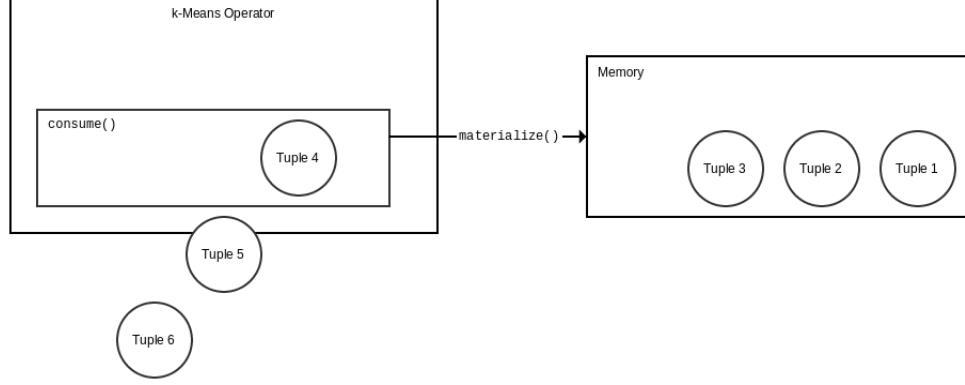 k-Means Operator
consume()
Tuple 4
materialize()
Memory
Tuple 3
Tuple 2
Tuple 1
Tuple 5
Tuple 6